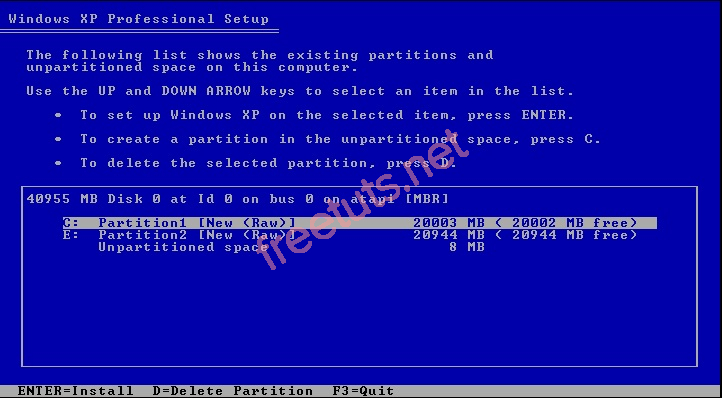 Windows XP Professional Setup
The following list shows the existing partitions and
unpartitioned space on this computer.
Use the UP and DOWN ARROW keys to select an item in the list.
• To set up Windows XP on the selected item, press ENTER.
• To create a partition in the unpartitioned space, press C.
• To delete the selected partition, press D.
40955 MB Disk 0 at Id 0 on bus 0 on atapi [MBR]
C: Partition1 [New (Raw)] 20003 MB ( 20002 MB free)
E: Partition2 [New (Raw)] 20944 MB ( 20944 MB free)
Unpartitioned space 8 MB
freetuts.net
ENTER=Install D=Delete Partition F3=Quit